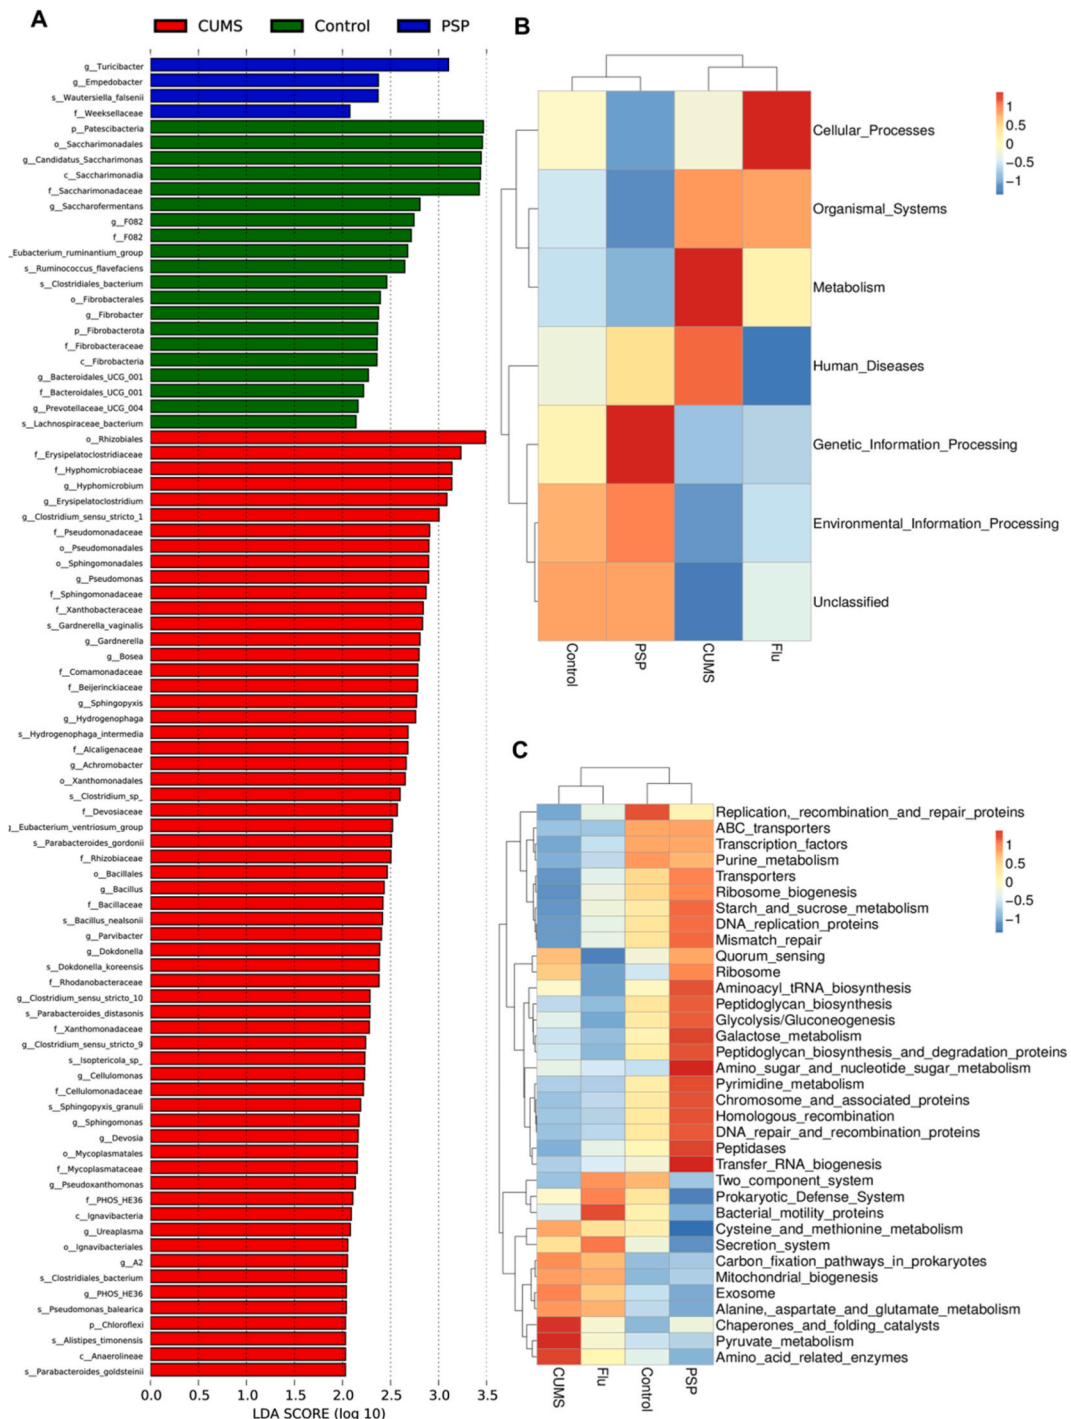 A
CUMS
Control
PSP
g__Turicibacter
g__Empedobacter
s__Wautersiella_falsenii
f__Weeksellaceae
p__Patescibacteria
o__Saccharimonadales
g__Candidatus_Saccharimonas
c__Saccharimonadia
f__Saccharimonadaceae
g__Saccharofermentans
g__F082
f__F082
_Eubacterium_ruminantium_group
s__Ruminococcus_flavefaciens
s__Clostridiales_bacterium
o__Fibrobacterales
g__Fibrobacter
p__Fibrobacterota
f__Fibrobacteraceae
c__Fibrobacteria
g__Bacteroidales_UCG_001
f__Bacteroidales_UCG_001
g__Prevotellaceae_UCG_004
s__Lachnospiraceae_bacterium
o__Rhizobiales
f__Erysipelatoclostridiaceae
f__Hyphomicrobiaceae
g__Hyphomicrobium
g__Erysipelatoclostridium
g__Clostridium_sensu_stricto_1
f__Pseudomonadaceae
o__Pseudomonadales
o__Sphingomonadales
g__Pseudomonas
f__Sphingomonadaceae
f__Xanthobacteraceae
s__Gardnerella_vaginalis
g__Gardnerella
g__Bosea
f__Comamonadaceae
f__Beijerinckiaceae
g__Sphingopyxis
g__Hydrogenophaga
s__Hydrogenophaga_intermedia
f__Alcaligenaceae
g__Achromobacter
o__Xanthomonadales
s__Clostridium_sp_
f__Devosiaceae
g__Eubacterium_ventriosum_group
s__Parabacteroides_gordonii
f__Rhizobiaceae
o__Bacillales
g__Bacillus
f__Bacillaceae
s__Bacillus_nealsonii
g__Parvibacter
g__Dokdonella
s__Dokdonella_koreensis
f__Rhodanobacteraceae
g__Clostridium_sensu_stricto_10
s__Parabacteroides_distasonis
f__Xanthomonadaceae
g__Clostridium_sensu_stricto_9
s__Isoptericola_sp_
g__Cellulomonas
f__Cellulomonadaceae
s__Sphingopyxis_granuli
g__Sphingomonas
g__Devosia
o__Mycoplasmatales
f__Mycoplasmataceae
g__Pseudoxanthomonas
f__PHOS_HE36
c__Ignavibacteria
g__Ureaplasma
o__Ignavibacteriales
g__A2
s__Clostridiales_bacterium
g__PHOS_HE36
s__Pseudomonas_balearica
p__Chloroflexi
s__Alistipes_timonensis
c__Anaerolineae
s__Parabacteroides_goldsteinii
0.0 0.5 1.0 1.5 2.0 2.5 3.0 3.5
LDA SCORE (log 10)
B
Cellular_Processes
Organismal_Systems
Metabolism
Human_Diseases
Genetic_Information_Processing
Environmental_Information_Processing
Unclassified
Control
PSP
CUMS
Flu
1
0.5
0
−0.5
−1
C
Replication,_recombination_and_repair_proteins
ABC_transporters
Transcription_factors
Purine_metabolism
Transporters
Ribosome_biogenesis
Starch_and_sucrose_metabolism
DNA_replication_proteins
Mismatch_repair
Quorum_sensing
Ribosome
Aminoacyl_tRNA_biosynthesis
Peptidoglycan_biosynthesis
Glycolysis/Gluconeogenesis
Galactose_metabolism
Peptidoglycan_biosynthesis_and_degradation_proteins
Amino_sugar_and_nucleotide_sugar_metabolism
Pyrimidine_metabolism
Chromosome_and_associated_proteins
Homologous_recombination
DNA_repair_and_recombination_proteins
Peptidases
Transfer_RNA_biogenesis
Two_component_system
Prokaryotic_Defense_System
Bacterial_motility_proteins
Cysteine_and_methionine_metabolism
Secretion_system
Carbon_fixation_pathways_in_prokaryotes
Mitochondrial_biogenesis
Exosome
Alanine,_aspartate_and_glutamate_metabolism
Chaperones_and_folding_catalysts
Pyruvate_metabolism
Amino_acid_related_enzymes
CUMS
Flu
Control
PSP
1
0.5
0
−0.5
−1